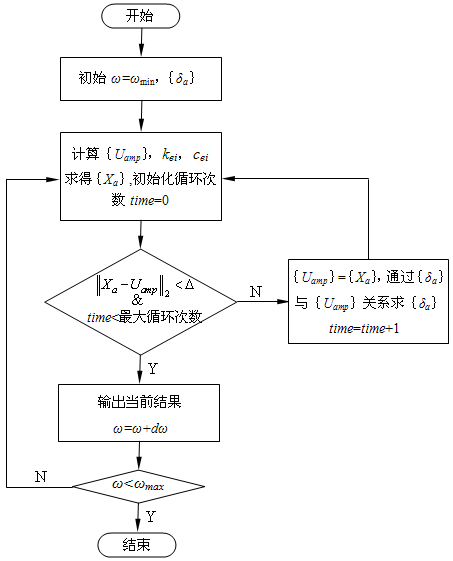 开始
初始 ω=ωmin，{δa}
计算{Uamp}，kei，cei
求得{Xa},初始化循环次
数 time=0
‖Xa−Uamp‖2<Δ
&
time<最大循环次数
N
{Uamp}={Xa}，通过{δa}
与{Uamp}关系求{δa}
time=time+1
Y
输出当前结果
ω=ω+dω
N
ω<ωmax
Y
结束